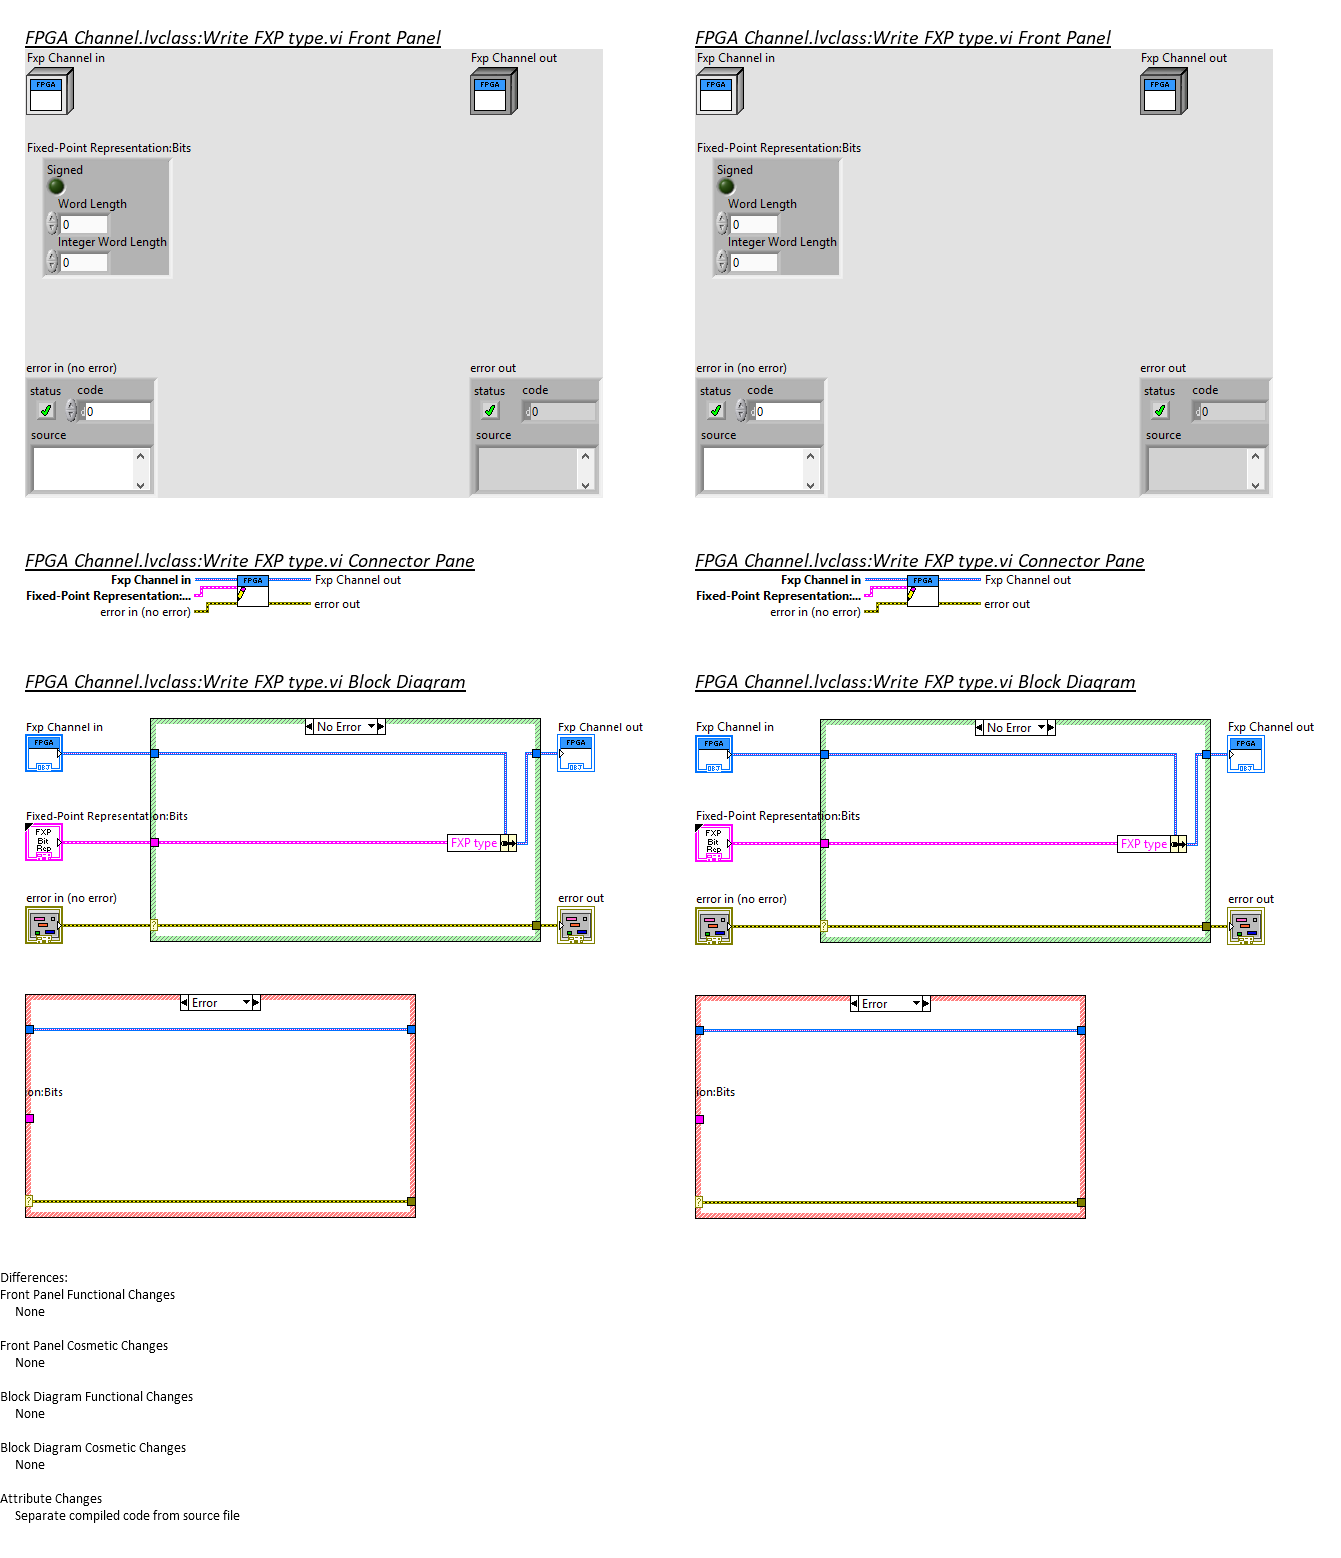 FPGA Channel.lvclass:Write FXP type.vi Front Panel
Fxp Channel in
Fxp Channel out
FPGA
FPGA
Fixed-Point Representation:Bits
Signed
Word Length
0
Integer Word Length
0
error in (no error)
error out
status code
d 0
status code
d 0
source
source
FPGA Channel.lvclass:Write FXP type.vi Front Panel
Fxp Channel in
Fxp Channel out
FPGA
FPGA
Fixed-Point Representation:Bits
Signed
Word Length
0
Integer Word Length
0
error in (no error)
error out
status code
d 0
status code
d 0
source
source
FPGA Channel.lvclass:Write FXP type.vi Connector Pane
Fxp Channel in
FPGA
Fxp Channel out
Fixed-Point Representation:...
error in (no error)
error out
FPGA Channel.lvclass:Write FXP type.vi Connector Pane
Fxp Channel in
FPGA
Fxp Channel out
Fixed-Point Representation:...
error in (no error)
error out
FPGA Channel.lvclass:Write FXP type.vi Block Diagram
Fxp Channel in
No Error
Fxp Channel out
FPGA
OBJ
FPGA
OBJ
Fixed-Point Representation:Bits
FXP
Bit
Rep
FXP type
error in (no error)
error out
?
Error
ion:Bits
?
FPGA Channel.lvclass:Write FXP type.vi Block Diagram
Fxp Channel in
No Error
Fxp Channel out
FPGA
OBJ
FPGA
OBJ
Fixed-Point Representation:Bits
FXP
Bit
Rep
FXP type
error in (no error)
error out
?
Error
ion:Bits
?
Differences:
Front Panel Functional Changes
None
Front Panel Cosmetic Changes
None
Block Diagram Functional Changes
None
Block Diagram Cosmetic Changes
None
Attribute Changes
Separate compiled code from source file